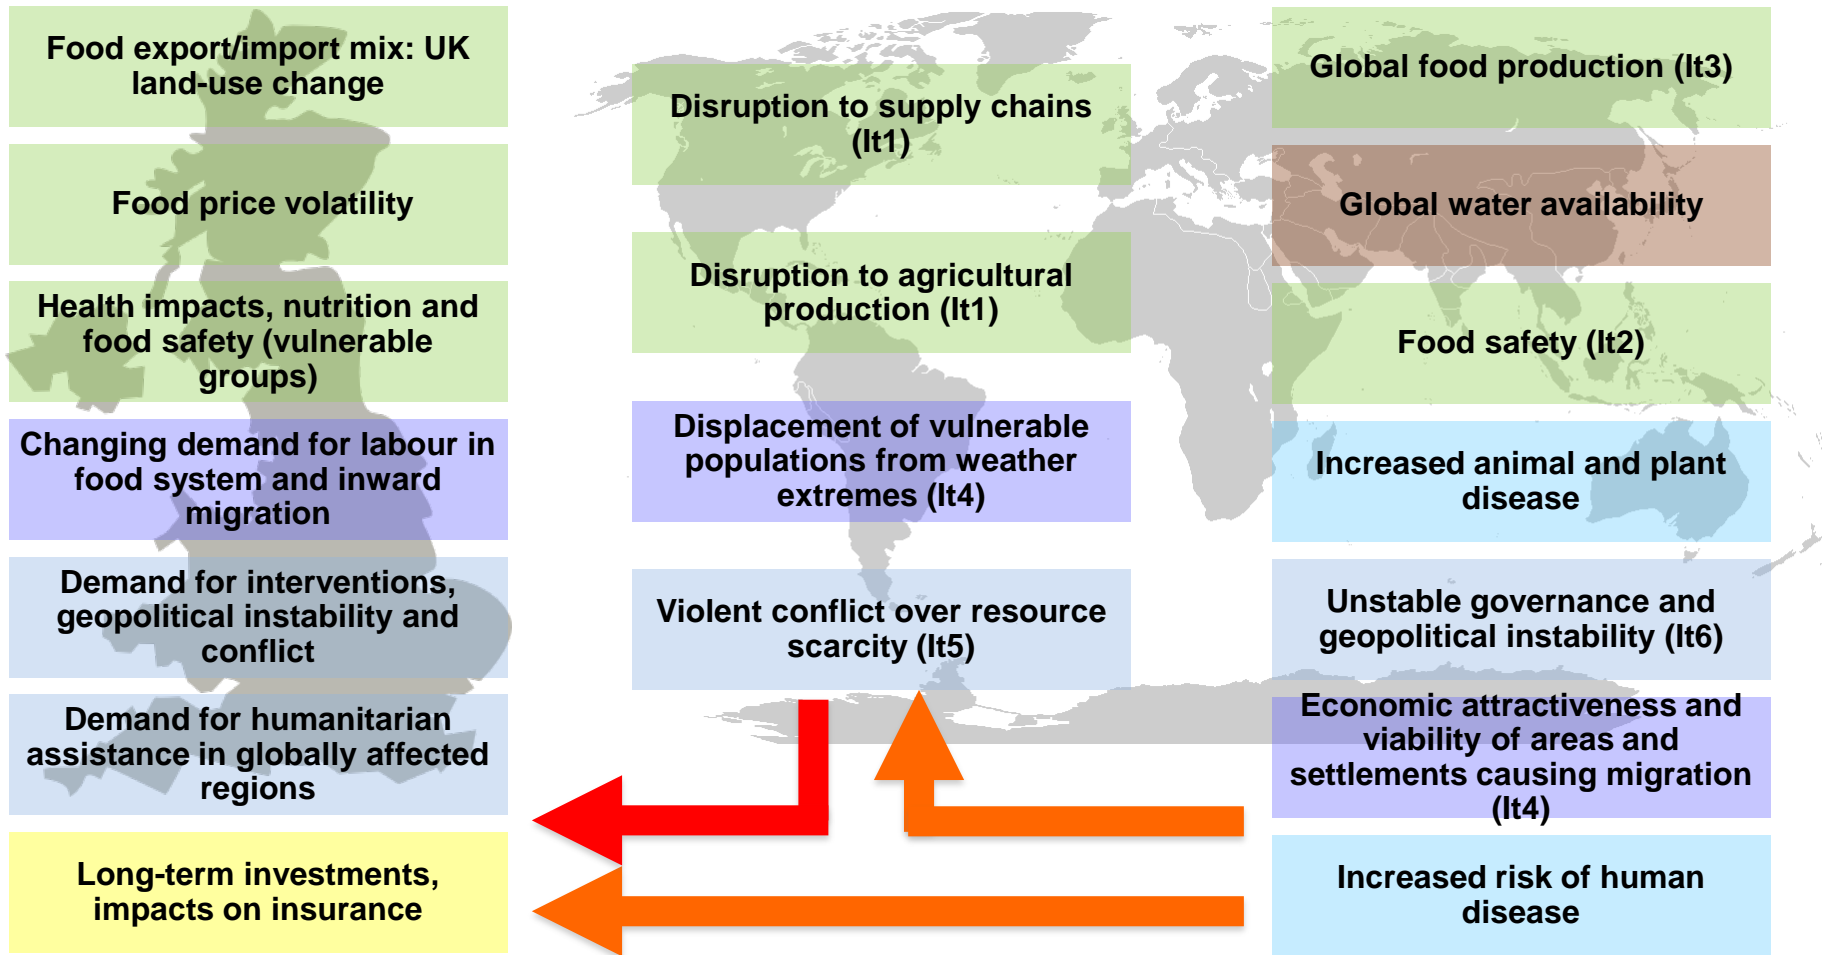 Food export/import mix: UK
land-use change
Food price volatility
Health impacts, nutrition and
food safety (vulnerable
groups)
Changing demand for labour in
food system and inward
migration
Demand for interventions,
geopolitical instability and
conflict
Demand for humanitarian
assistance in globally affected
regions
Long-term investments,
impacts on insurance
Disruption to supply chains
(It1)
Disruption to agricultural
production (It1)
Displacement of vulnerable
populations from weather
extremes (It4)
Violent conflict over resource
scarcity (It5)
Global food production (It3)
Global water availability
Food safety (It2)
Increased animal and plant
disease
Unstable governance and
geopolitical instability (It6)
Economic attractiveness and
viability of areas and
settlements causing migration
(It4)
Increased risk of human
disease